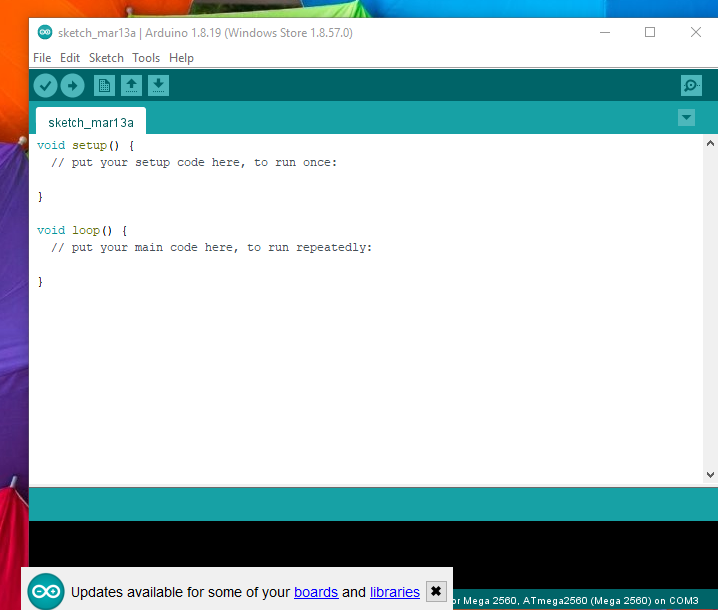 sketch_mar13a | Arduino 1.8.19 (Windows Store 1.8.57.0)
File Edit Sketch Tools Help
sketch_mar13a
void setup() {
// put your setup code here, to run once:
}
void loop() {
// put your main code here, to run repeatedly:
}
Updates available for some of your boards and libraries
or Mega 2560, ATmega2560 (Mega 2560) on COM3